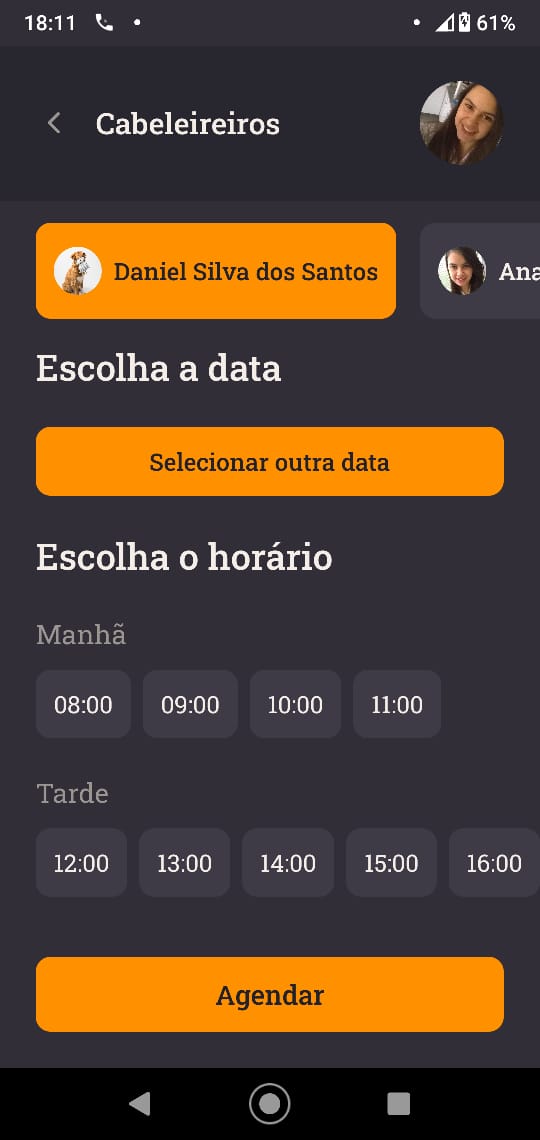 18:11 61%
Cabeleireiros
Daniel Silva dos Santos Ana
Escolha a data
Selecionar outra data
Escolha o horário
Manhã
08:00 09:00 10:00 11:00
Tarde
12:00 13:00 14:00 15:00 16:00
Agendar